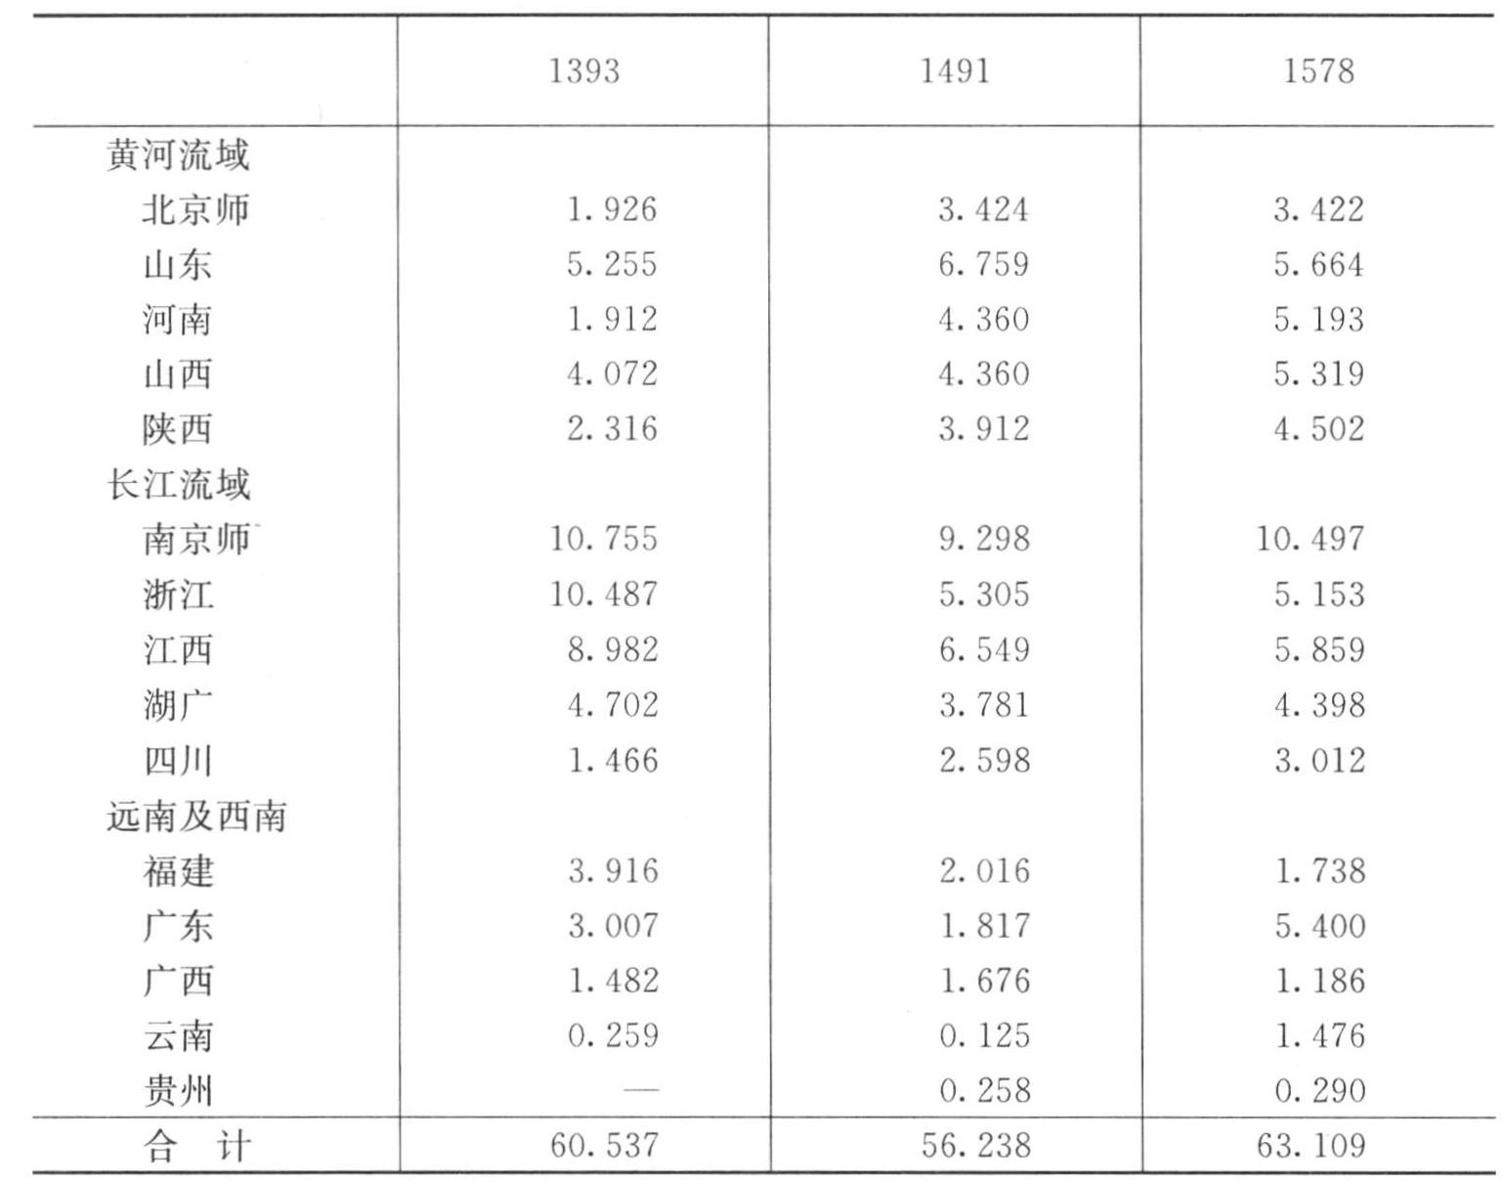 1393 1491 1578
黄河流域
北京师 1.926 3.424 3.422
山东 5.255 6.759 5.664
河南 1.912 4.360 5.193
山西 4.072 4.360 5.319
陕西 2.316 3.912 4.502
长江流域
南京师 10.755 9.298 10.497
浙江 10.487 5.305 5.153
江西 8.982 6.549 5.859
湖广 4.702 3.781 4.398
四川 1.466 2.598 3.012
远南及西南
福建 3.916 2.016 1.738
广东 3.007 1.817 5.400
广西 1.482 1.676 1.186
云南 0.259 0.125 1.476
贵州 — 0.258 0.290
合 计 60.537 56.238 63.109